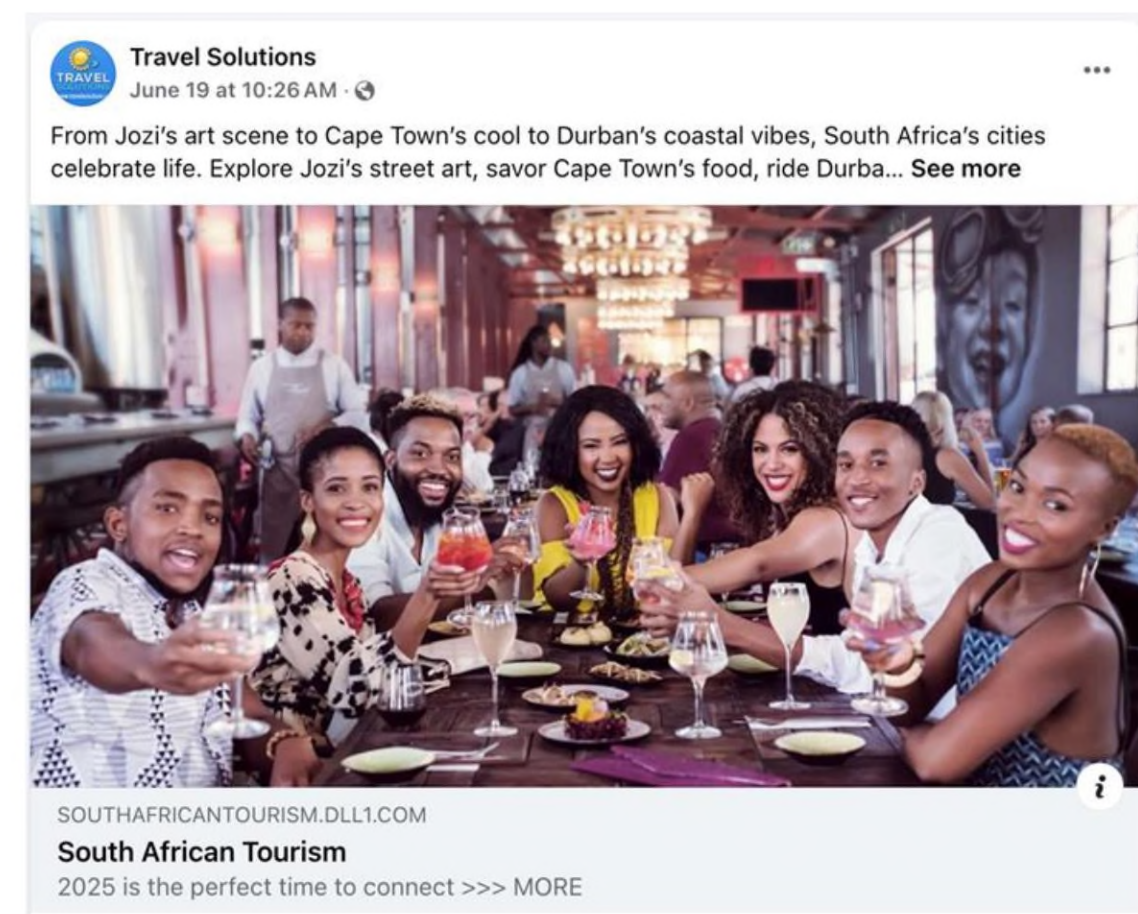 TRAVEL
SOLUTIONS
Travel Solutions
June 19 at 10:26 AM ·
From Jozi's art scene to Cape Town's cool to Durban's coastal vibes, South Africa's cities
celebrate life. Explore Jozi's street art, savor Cape Town's food, ride Durba... See more
SOUTHAFRICANTOURISM.DLL1.COM
South African Tourism
2025 is the perfect time to connect >>> MORE